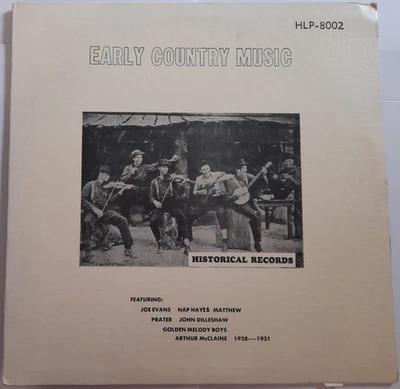 HLP-8002
EARLY COUNTRY MUSIC
HISTORICAL RECORDS
FEATURING:
JOE EVANS NAP HAYES MATTHEW
PRATER JOHN DILLESHAW
GOLDEN MELODY BOYS
ARTHUR McCLAINE 1928—1931